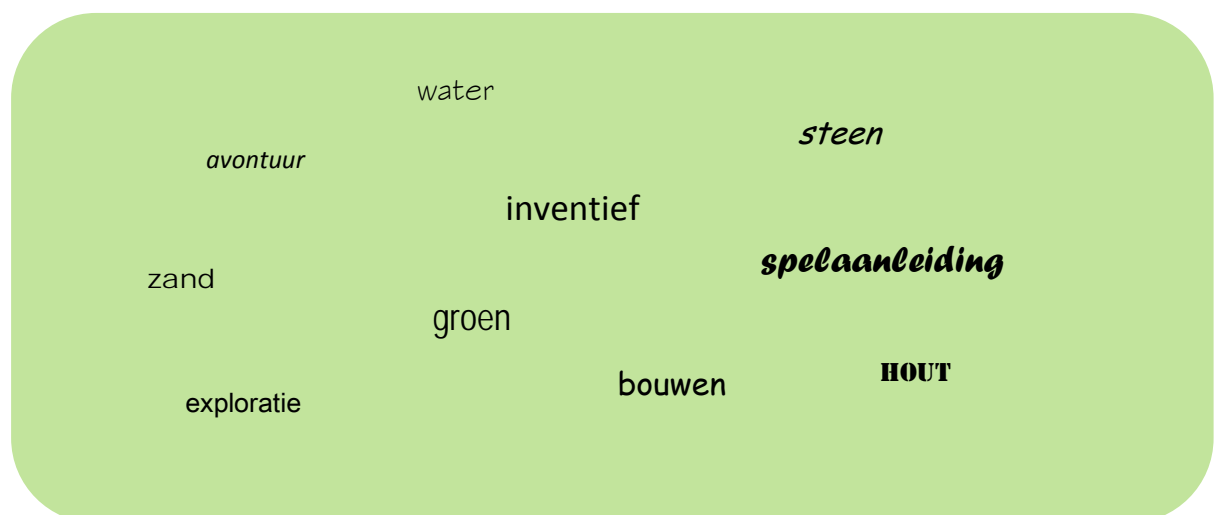 water
steen
avontuur
inventief
spelaanleiding
zand
groen
HOUT
bouwen
exploratie